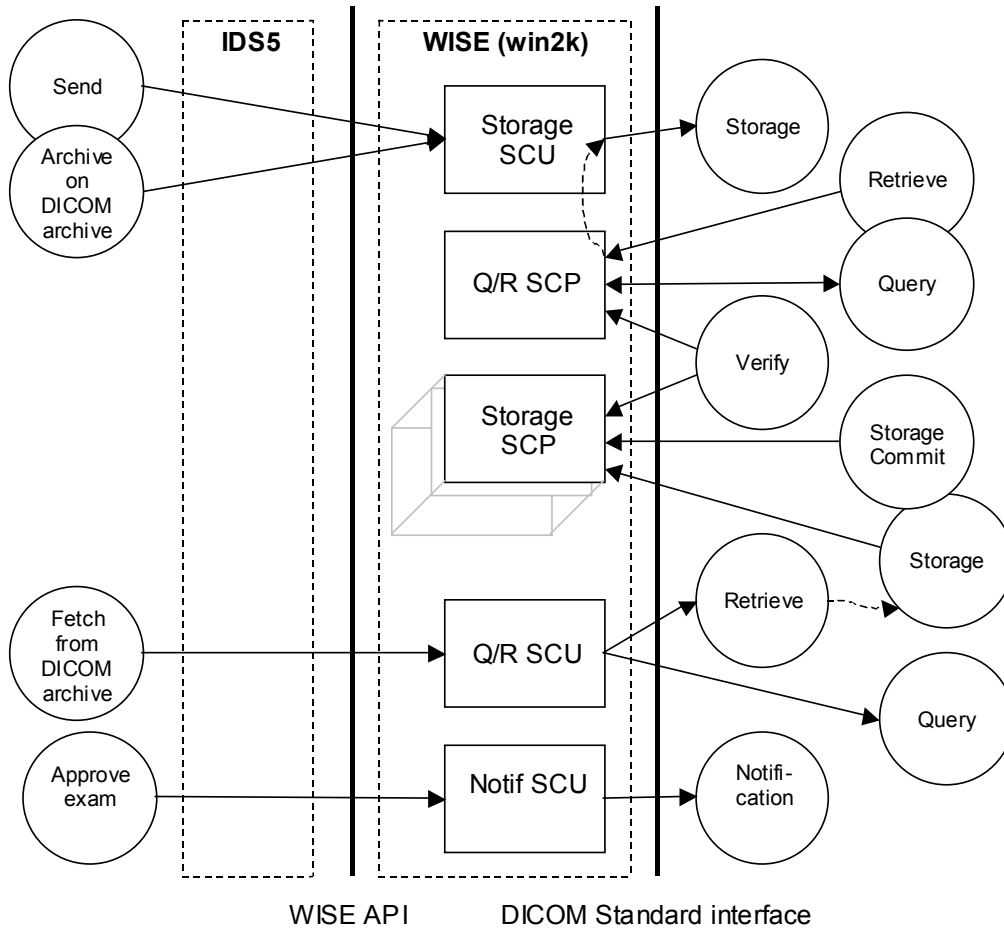 IDS5
WISE (win2k)
Send
Storage
SCU
Storage
Archive
on
DICOM
archive
Retrieve
Q/R SCP
Query
Verify
Storage
SCP
Storage
Commit
Storage
Fetch
from
DICOM
archive
Q/R SCU
Retrieve
Query
Approve
exam
Notif SCU
Notifi-
cation
WISE API
DICOM Standard interface